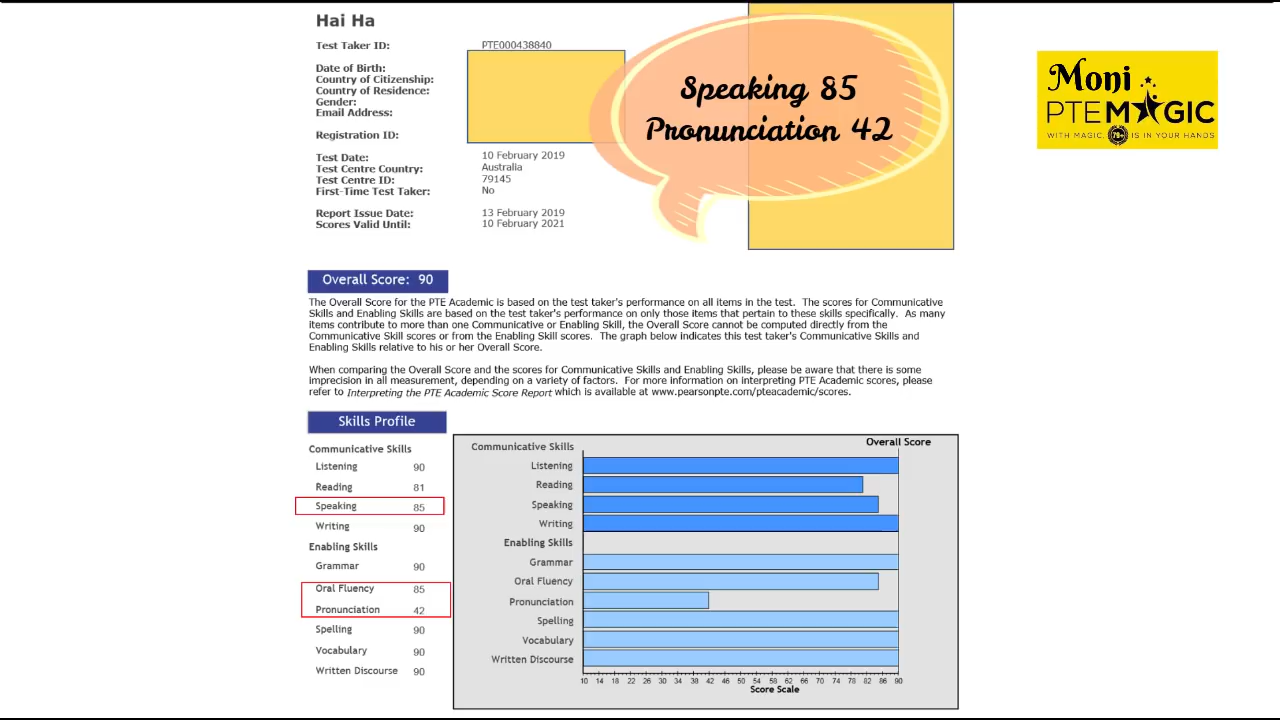 Hai Ha
Test Taker ID: PTE000438840
Date of Birth:
Country of Citizenship:
Country of Residence:
Gender:
Email Address:
Registration ID:
Test Date: 10 February 2019
Test Centre Country: Australia
Test Centre ID: 79145
First-Time Test Taker: No
Report Issue Date: 13 February 2019
Scores Valid Until: 10 February 2021
Speaking 85
Pronunciation 42
Moni
PTEMAGIC
WITH MAGIC, 79+ IS IN YOUR HANDS
Overall Score: 90
The Overall Score for the PTE Academic is based on the test taker's performance on all items in the test. The scores for Communicative
Skills and Enabling Skills are based on the test taker's performance on only those items that pertain to these skills specifically. As many
items contribute to more than one Communicative or Enabling Skill, the Overall Score cannot be computed directly from the
Communicative Skill scores or from the Enabling Skill scores. The graph below indicates this test taker's Communicative Skills and
Enabling Skills relative to his or her Overall Score.
When comparing the Overall Score and the scores for Communicative Skills and Enabling Skills, please be aware that there is some
imprecision in all measurement, depending on a variety of factors. For more information on interpreting PTE Academic scores, please
refer to Interpreting the PTE Academic Score Report which is available at www.pearsonpte.com/pteacademic/scores.
Skills Profile
Communicative Skills
Listening 90
Reading 81
Speaking 85
Writing 90
Enabling Skills
Grammar 90
Oral Fluency 85
Pronunciation 42
Spelling 90
Vocabulary 90
Written Discourse 90
Overall Score
Communicative Skills
Listening
Reading
Speaking
Writing
Enabling Skills
Grammar
Oral Fluency
Pronunciation
Spelling
Vocabulary
Written Discourse
10 14 18 22 26 30 34 38 42 46 50 54 58 62 66 70 74 78 82 86 90
Score Scale